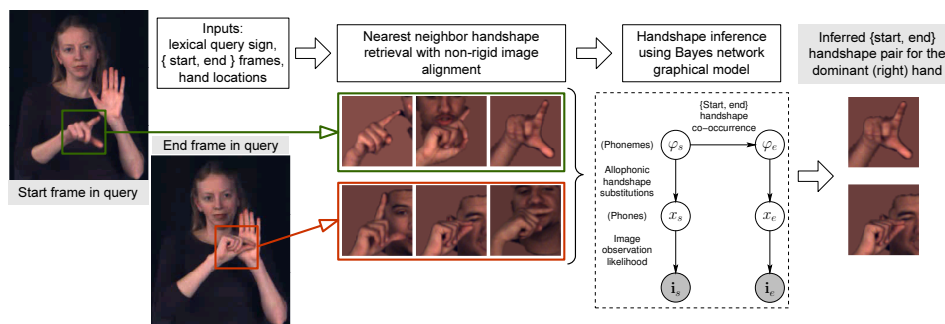 Inputs:
lexical query sign,
{ start, end } frames,
hand locations
Nearest neighbor handshape
retrieval with non-rigid image
alignment
Handshape inference
using Bayes network
graphical model
Inferred {start, end}
handshape pair for the
dominant (right) hand
Start frame in query
End frame in query
{Start, end}
handshape
co-occurrence
(Phonemes)
φs
φe
Allophonic
handshape
substitutions
(Phones)
xs
xe
Image
observation
likelihood
is
ie